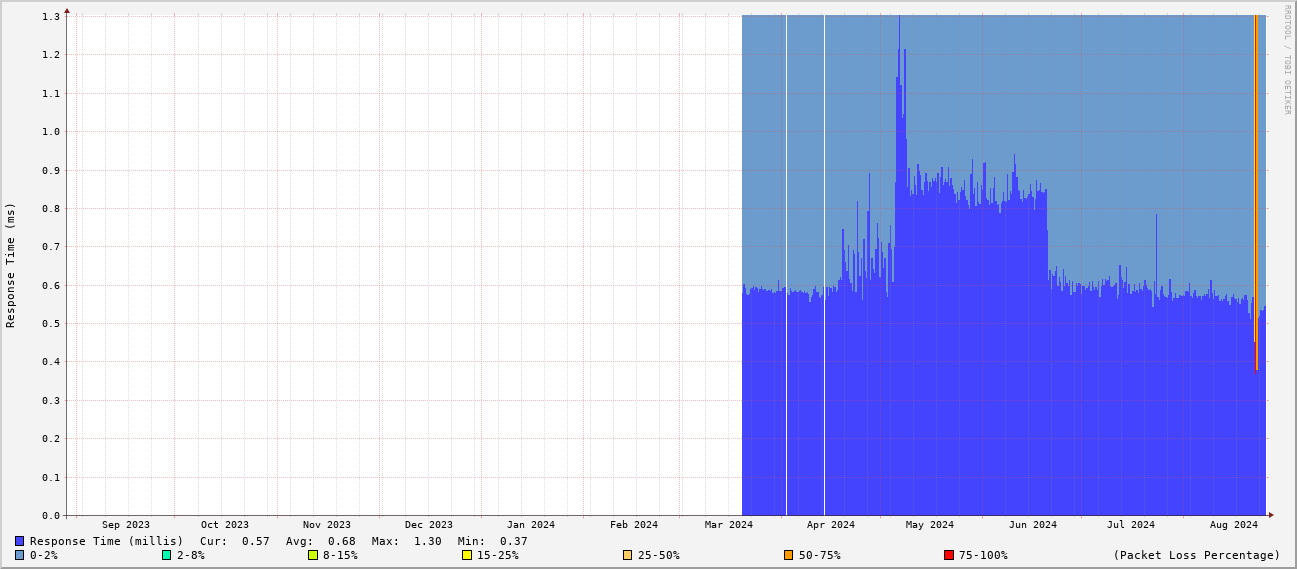 1.3
1.2
1.1
1.0
0.9
0.8
0.7
0.6
0.5
0.4
0.3
0.2
0.1
0.0
Response Time (ms)
RRDTOOL / TOBI OETIKER
Sep 2023 Oct 2023 Nov 2023 Dec 2023 Jan 2024 Feb 2024 Mar 2024 Apr 2024 May 2024 Jun 2024 Jul 2024 Aug 2024
Response Time (millis) Cur: 0.57 Avg: 0.68 Max: 1.30 Min: 0.37
0-2% 2-8% 8-15% 15-25% 25-50% 50-75% 75-100% (Packet Loss Percentage)